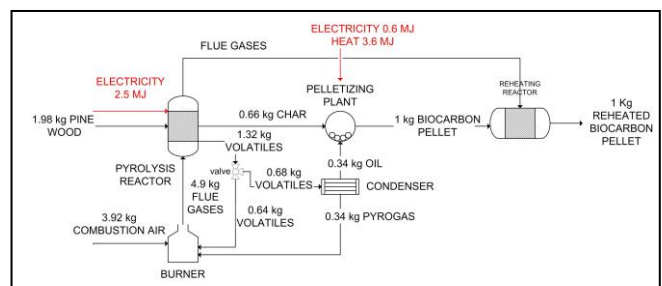 ELECTRICITY 0.6 MJ
HEAT 3.6 MJ
FLUE GASES
ELECTRICITY
2.5 MJ
PELLETIZING
PLANT
REHEATING
REACTOR
1.98 kg PINE
WOOD
0.66 kg CHAR
1 kg BIOCARBON
PELLET
1 Kg
REHEATED
BIOCARBON
PELLET
1.32 kg
VOLATILES
PYROLYSIS
REACTOR
valve
0.68 kg
VOLATILES
0.34 kg OIL
CONDENSER
4.9 kg
FLUE
GASES
0.64 kg
VOLATILES
0.34 kg PYROGAS
3.92 kg
COMBUSTION AIR
BURNER